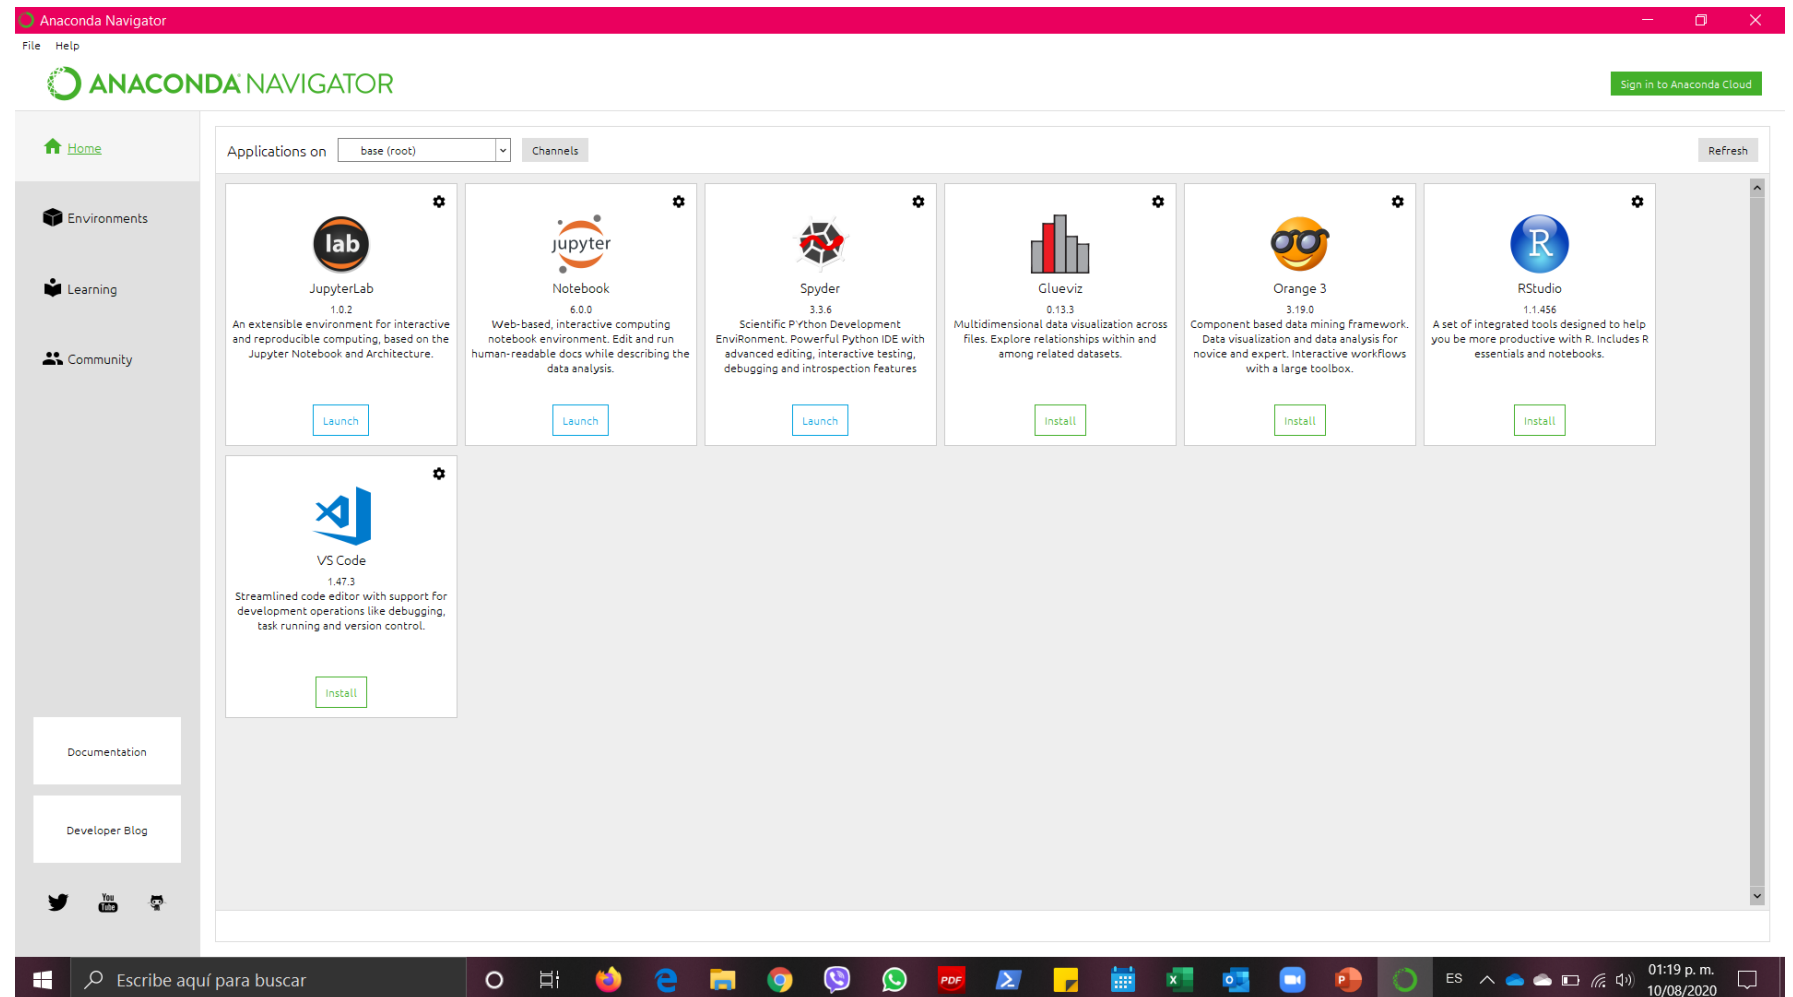 Anaconda Navigator
File Help
ANACONDA NAVIGATOR
Sign in to Anaconda Cloud
Home
Applications on base (root) Channels Refresh
Environments
Learning
Community
lab
JupyterLab
1.0.2
An extensible environment for interactive
and reproducible computing, based on the
Jupyter Notebook and Architecture.
Launch
jupyter
Notebook
6.0.0
Web-based, interactive computing
notebook environment. Edit and run
human-readable docs while describing the
data analysis.
Launch
Spyder
3.3.6
Scientific PYthon Development
EnviRonment. Powerful Python IDE with
advanced editing, interactive testing,
debugging and introspection features
Launch
Glueviz
0.13.3
Multidimensional data visualization across
files. Explore relationships within and
among related datasets.
Install
Orange 3
3.19.0
Component based data mining framework.
Data visualization and data analysis for
novice and expert. Interactive workflows
with a large toolbox.
Install
R
RStudio
1.1.456
A set of integrated tools designed to help
you be more productive with R. Includes R
essentials and notebooks.
Install
VS Code
1.47.3
Streamlined code editor with support for
development operations like debugging,
task running and version control.
Install
Documentation
Developer Blog
You
Tube
Escribe aquí para buscar
PDF
ES
01:19 p. m.
10/08/2020